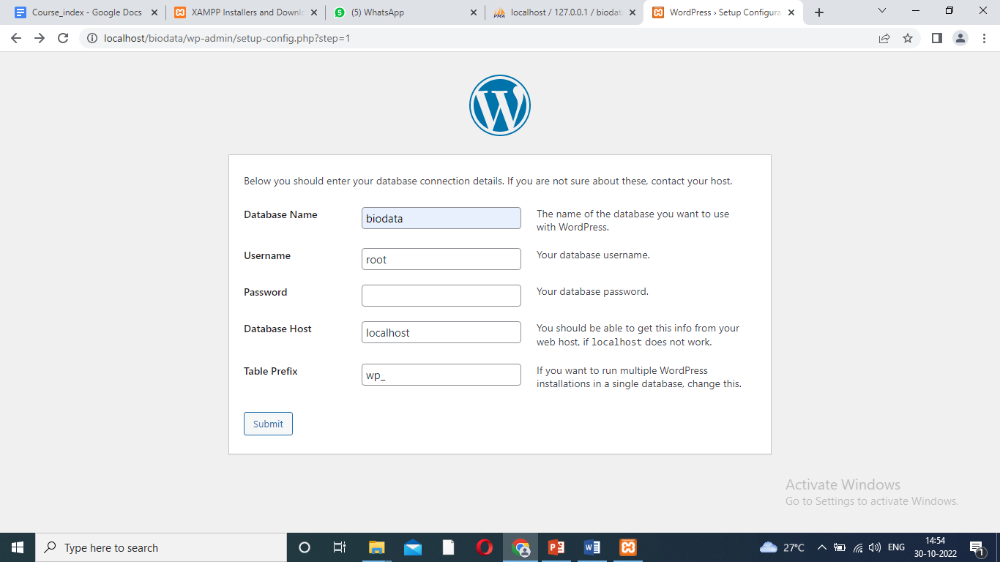 Course_index - Google Docs
XAMPP Installers and Downl
(5) WhatsApp
localhost / 127.0.0.1 / biodat
WordPress › Setup Configura
localhost/biodata/wp-admin/setup-config.php?step=1
Below you should enter your database connection details. If you are not sure about these, contact your host.
Database Name
biodata
The name of the database you want to use
with WordPress.
Username
root
Your database username.
Password
Your database password.
Database Host
localhost
You should be able to get this info from your
web host, if localhost does not work.
Table Prefix
wp_
If you want to run multiple WordPress
installations in a single database, change this.
Submit
Activate Windows
Go to Settings to activate Windows.
Type here to search
27°C
ENG
14:54
30-10-2022
1